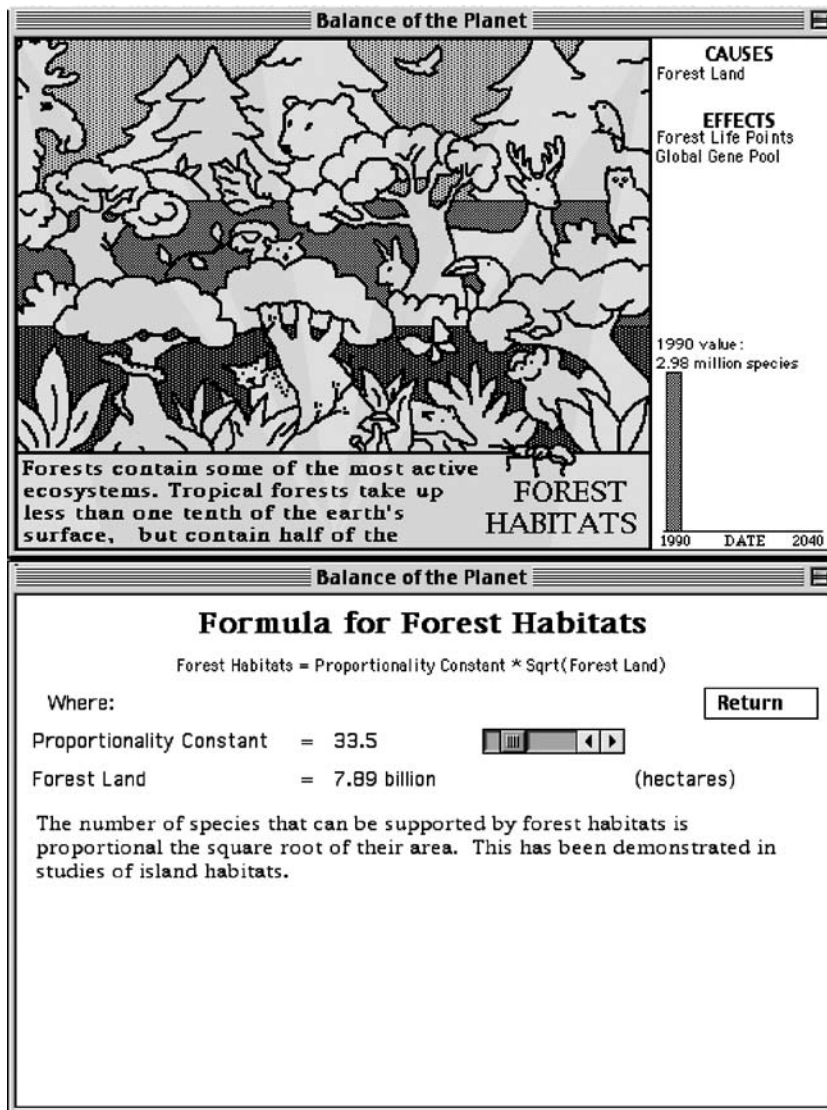 Balance of the Planet
CAUSES
Forest Land
EFFECTS
Forest Life Points
Global Gene Pool
1990 value:
2.98 million species
1990 DATE 2040
Forests contain some of the most active
ecosystems. Tropical forests take up
less than one tenth of the earth's
surface, but contain half of the
FOREST
HABITATS
Balance of the Planet
Formula for Forest Habitats
Forest Habitats = Proportionality Constant * Sqrt(Forest Land)
Where:
Return
Proportionality Constant = 33.5
Forest Land = 7.89 billion (hectares)
The number of species that can be supported by forest habitats is
proportional the square root of their area. This has been demonstrated in
studies of island habitats.